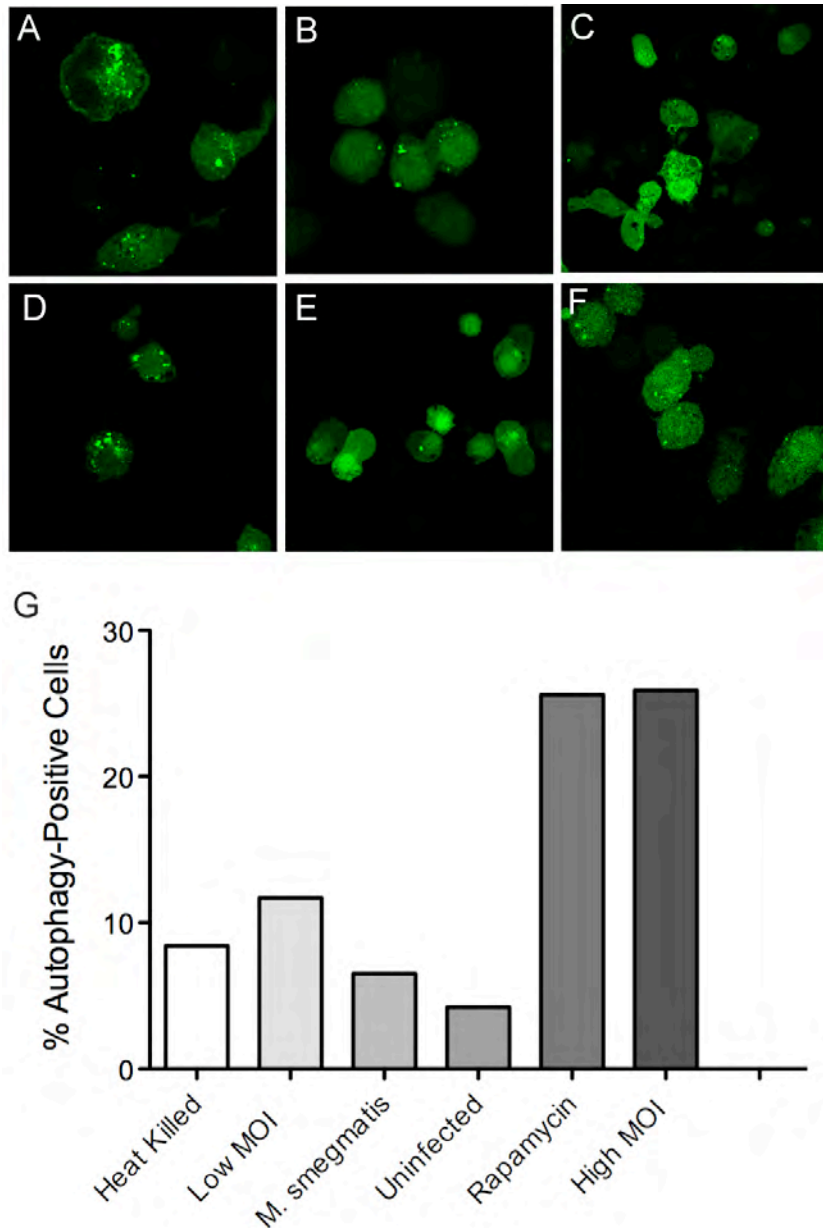 A
B
C
D
E
F
G
% Autophagy-Positive Cells
30
20
10
0
Heat Killed
Low MOI
M. smegmatis
Uninfected
Rapamycin
High MOI